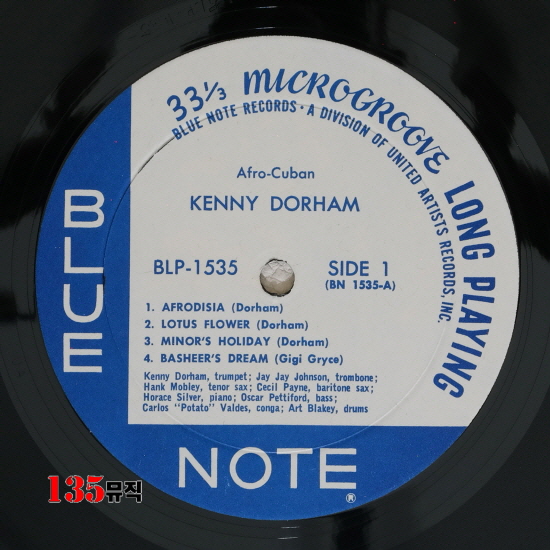 33⅓ MICROGROOVE LONG PLAYING
BLUE NOTE RECORDS • A DIVISION OF UNITED ARTISTS RECORDS, INC.
Afro-Cuban
KENNY DORHAM
BLP-1535
SIDE 1
(BN 1535-A)
1. AFRODISIA (Dorham)
2. LOTUS FLOWER (Dorham)
3. MINOR'S HOLIDAY (Dorham)
4. BASHEER'S DREAM (Gigi Gryce)
Kenny Dorham, trumpet; Jay Jay Johnson, trombone;
Hank Mobley, tenor sax; Cecil Payne, baritone sax;
Horace Silver, piano; Oscar Pettiford, bass;
Carlos "Potato" Valdes, conga; Art Blakey, drums
BLUE
NOTE ®
135뮤직